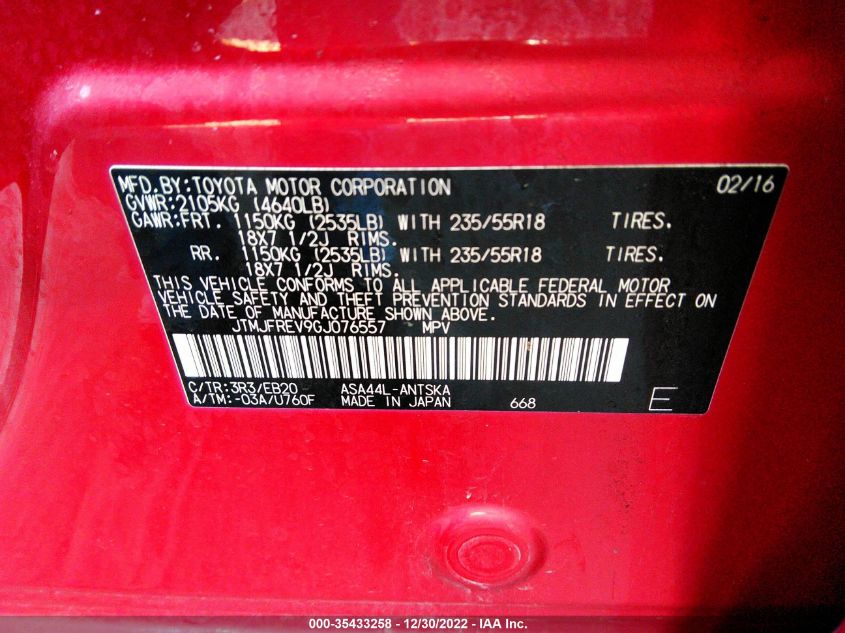 MFD.BY:TOYOTA MOTOR CORPORATION 02/16
GVWR:2105KG (4640LB)
GAWR:FRT. 1150KG (2535LB) WITH 235/55R18 TIRES.
18X7 1/2J RIMS.
RR. 1150KG (2535LB) WITH 235/55R18 TIRES.
18X7 1/2J RIMS.
THIS VEHICLE CONFORMS TO ALL APPLICABLE FEDERAL MOTOR
VEHICLE SAFETY AND THEFT PREVENTION STANDARDS IN EFFECT ON
THE DATE OF MANUFACTURE SHOWN ABOVE.
JTMJFREV9GJ076557 MPV
C/TR:3R3/EB20 ASA44L-ANTSKA
A/TM:-03A/U760F MADE IN JAPAN 668 E
000-35433258 - 12/30/2022 - IAA Inc.